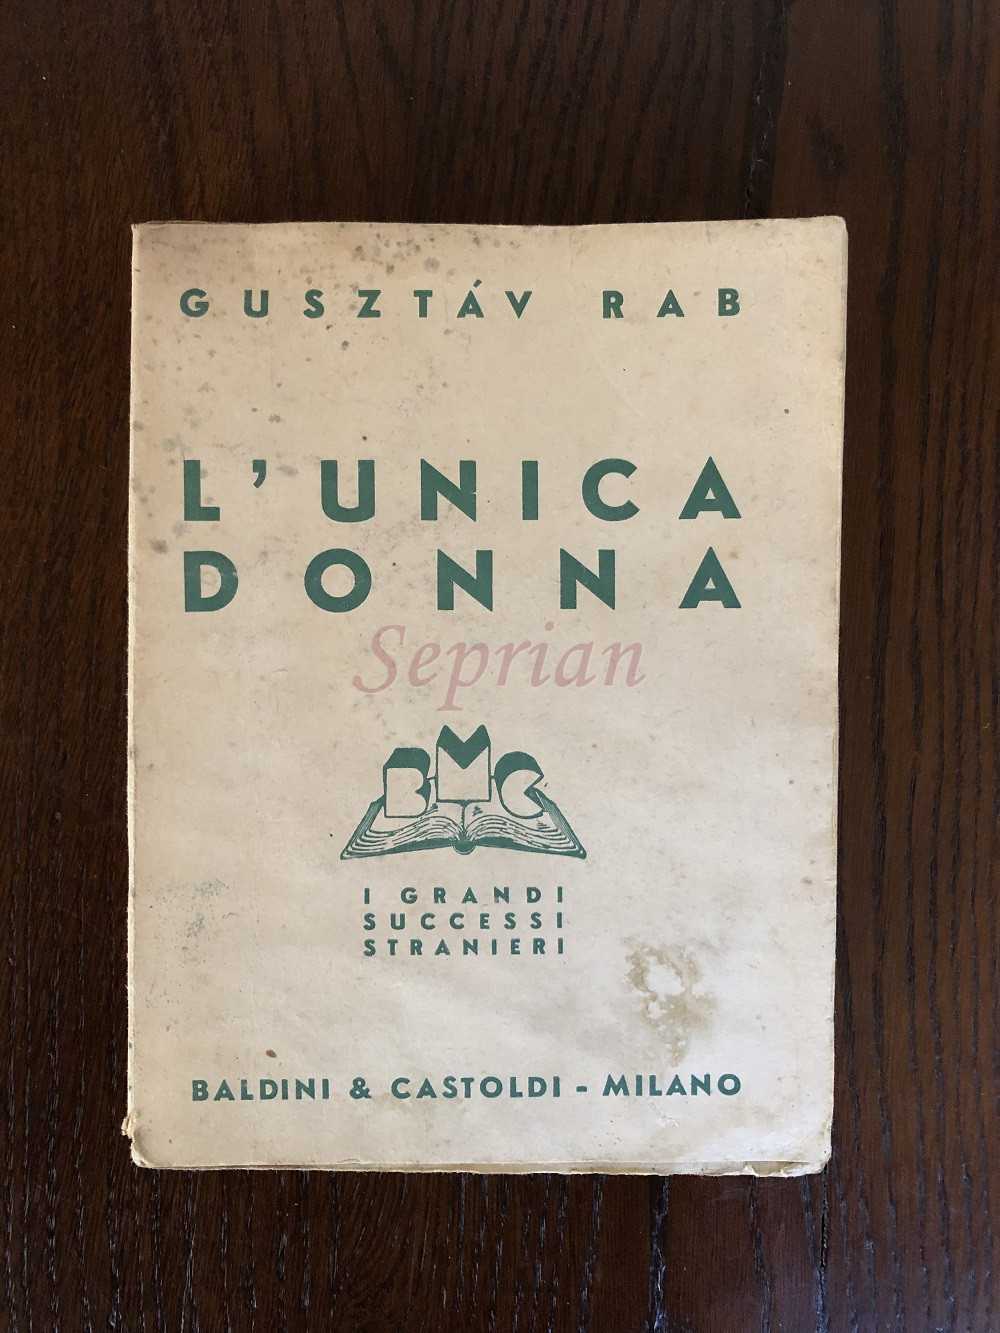 GUSZTÁV RAB
L'UNICA
DONNA
Seprian
BMC
I GRANDI
SUCCESSI
STRANIERI
BALDINI & CASTOLDI - MILANO